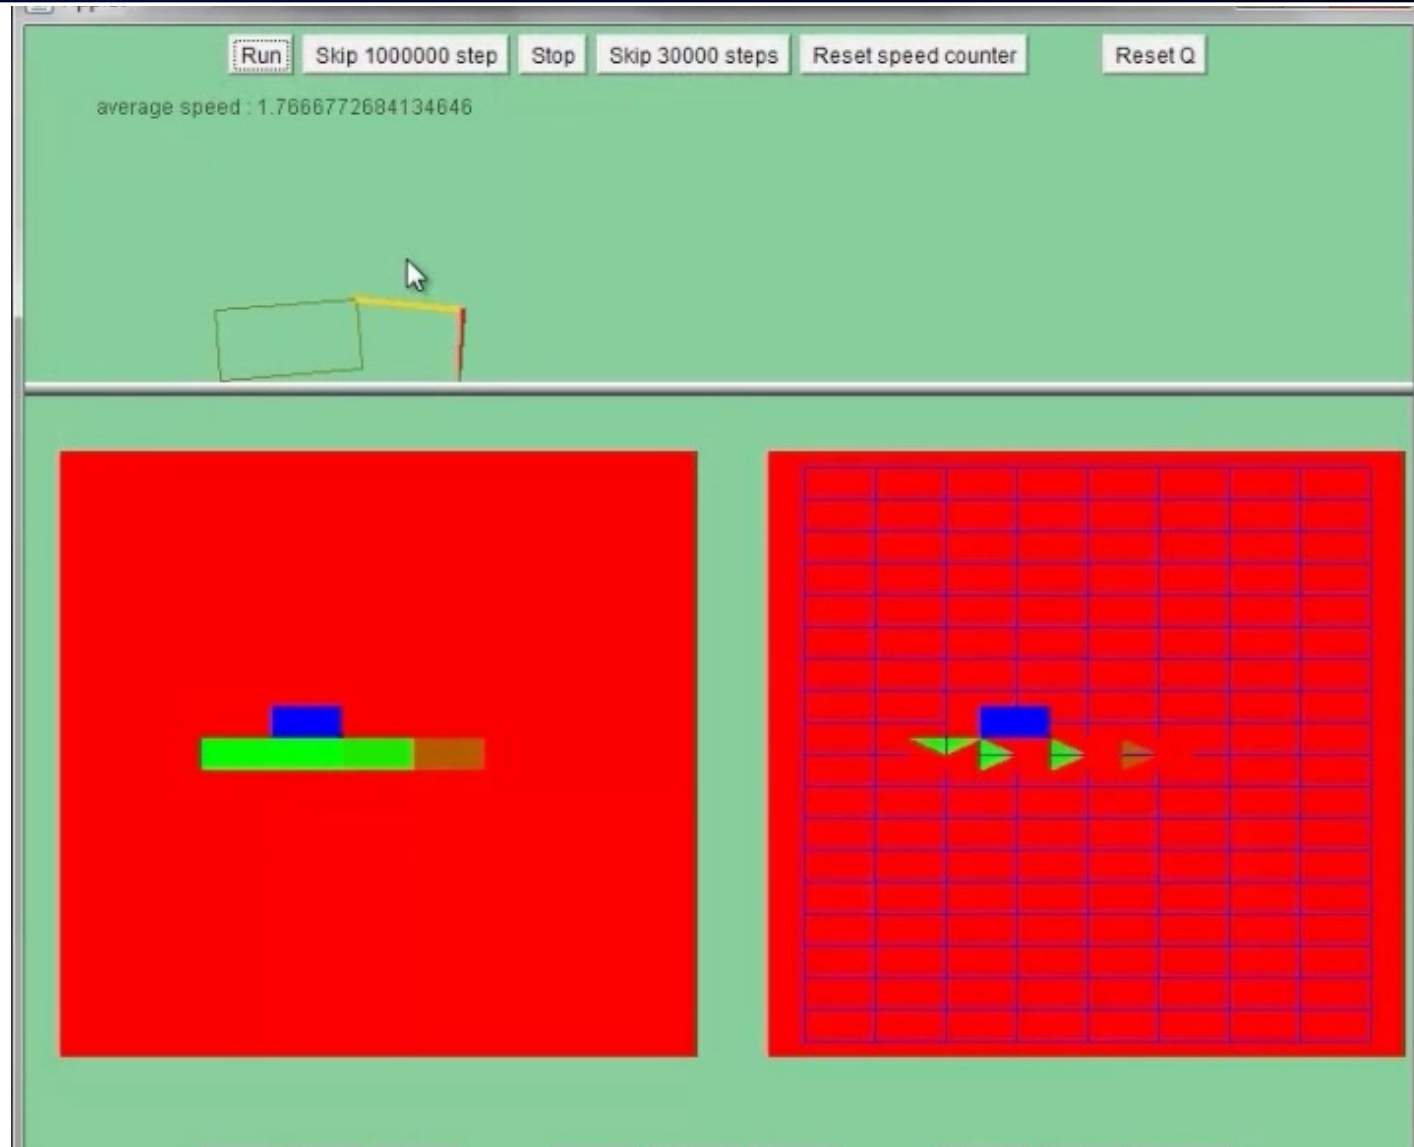 Run Skip 1000000 step Stop Skip 30000 steps Reset speed counter Reset Q
average speed : 1.7666772684134646